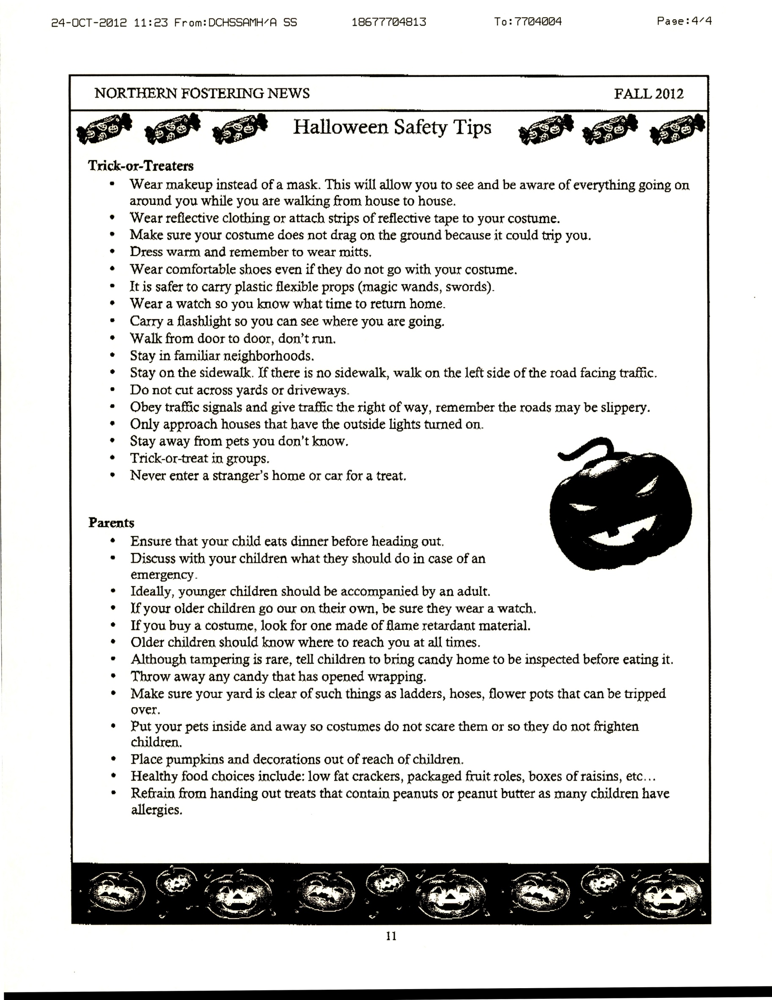 24-OCT-2012 11:23 From:DCHSSAMH/A SS 18677704813 To:7704004 Page:4/4
NORTHERN FOSTERING NEWS FALL 2012
Halloween Safety Tips
Trick-or-Treaters
• Wear makeup instead of a mask. This will allow you to see and be aware of everything going on
around you while you are walking from house to house.
• Wear reflective clothing or attach strips of reflective tape to your costume.
• Make sure your costume does not drag on the ground because it could trip you.
• Dress warm and remember to wear mitts.
• Wear comfortable shoes even if they do not go with your costume.
• It is safer to carry plastic flexible props (magic wands, swords).
• Wear a watch so you know what time to return home.
• Carry a flashlight so you can see where you are going.
• Walk from door to door, don't run.
• Stay in familiar neighborhoods.
• Stay on the sidewalk. If there is no sidewalk, walk on the left side of the road facing traffic.
• Do not cut across yards or driveways.
• Obey traffic signals and give traffic the right of way, remember the roads may be slippery.
• Only approach houses that have the outside lights turned on.
• Stay away from pets you don't know.
• Trick-or-treat in groups.
• Never enter a stranger's home or car for a treat.
Parents
• Ensure that your child eats dinner before heading out.
• Discuss with your children what they should do in case of an
emergency.
• Ideally, younger children should be accompanied by an adult.
• If your older children go our on their own, be sure they wear a watch.
• If you buy a costume, look for one made of flame retardant material.
• Older children should know where to reach you at all times.
• Although tampering is rare, tell children to bring candy home to be inspected before eating it.
• Throw away any candy that has opened wrapping.
• Make sure your yard is clear of such things as ladders, hoses, flower pots that can be tripped
over.
• Put your pets inside and away so costumes do not scare them or so they do not frighten
children.
• Place pumpkins and decorations out of reach of children.
• Healthy food choices include: low fat crackers, packaged fruit roles, boxes of raisins, etc...
• Refrain from handing out treats that contain peanuts or peanut butter as many children have
allergies.
11